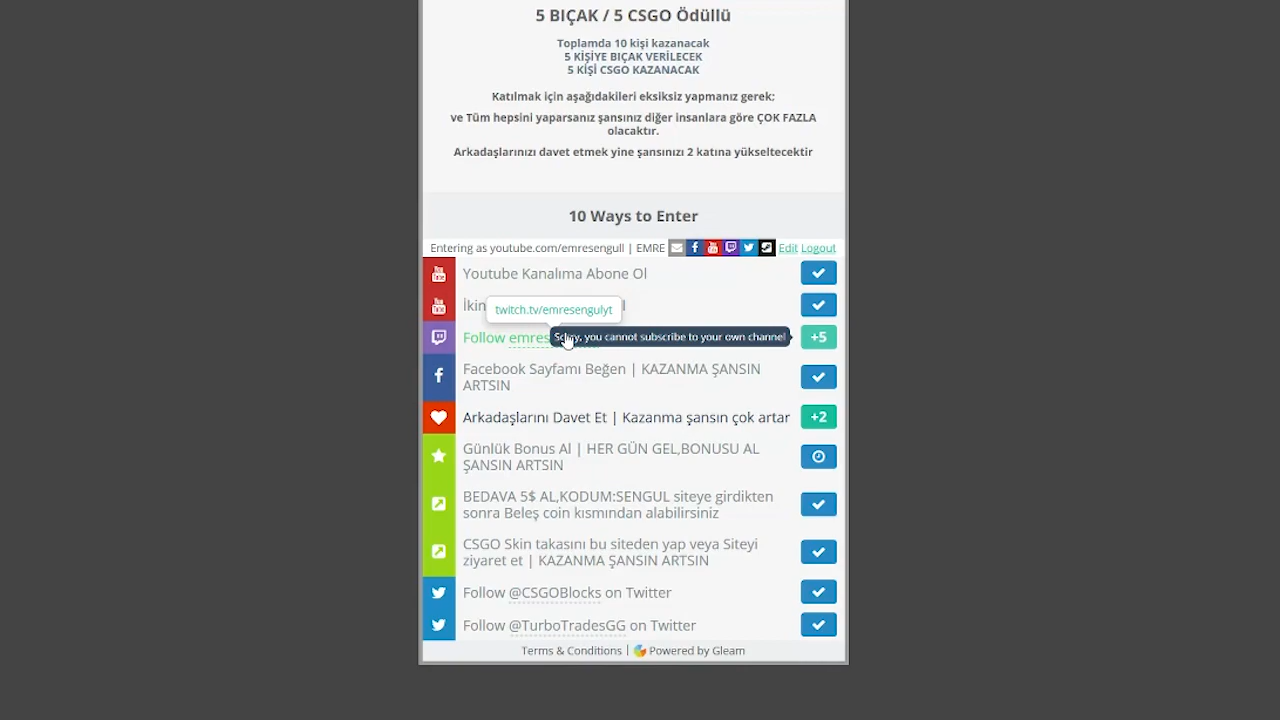 5 BIÇAK / 5 CSGO Ödüllü
Toplamda 10 kişi kazanacak
5 KİŞİYE BIÇAK VERİLECEK
5 KİŞİ CSGO KAZANACAK
Katılmak için aşağıdakileri eksiksiz yapmanız gerek;
ve Tüm hepsini yaparsanız şansınız diğer insanlara göre ÇOK FAZLA
olacaktır.
Arkadaşlarınızı davet etmek yine şansınızı 2 katına yükseltecektir
10 Ways to Enter
Entering as youtube.com/emresengull | EMRE Edit Logout
Youtube Kanalıma Abone Ol
twitch.tv/emresengulyt
Follow
you cannot subscribe to your own channel
+5
Facebook Sayfamı Beğen | KAZANMA ŞANSIN
ARTSIN
Arkadaşlarını Davet Et | Kazanma şansın çok artar
+2
Günlük Bonus Al | HER GÜN GEL,BONUSU AL
ŞANSIN ARTSIN
BEDAVA 5$ AL,KODUM:SENGUL siteye girdikten
sonra Beleş coin kısmından alabilirsiniz
CSGO Skin takasını bu siteden yap veya Siteyi
ziyaret et | KAZANMA ŞANSIN ARTSIN
Follow @CSGOBlocks on Twitter
Follow @TurboTradesGG on Twitter
Terms & Conditions | Powered by Gleam